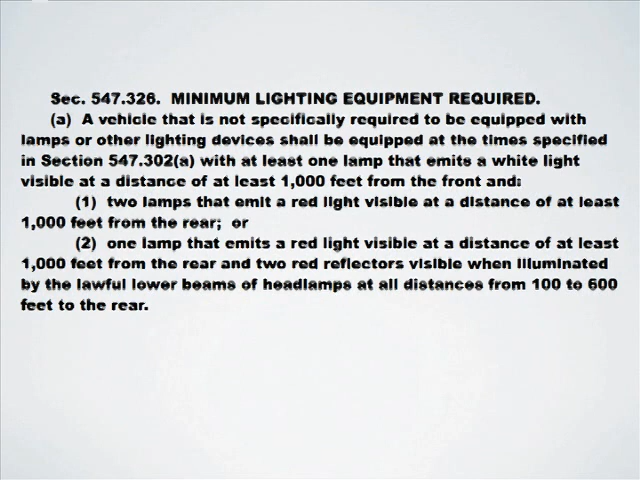 Sec. 547.326.  MINIMUM LIGHTING EQUIPMENT REQUIRED.
(a)  A vehicle that is not specifically required to be equipped with
lamps or other lighting devices shall be equipped at the times specified
in Section 547.302(a) with at least one lamp that emits a white light
visible at a distance of at least 1,000 feet from the front and:
(1)  two lamps that emit a red light visible at a distance of at least
1,000 feet from the rear;  or
(2)  one lamp that emits a red light visible at a distance of at least
1,000 feet from the rear and two red reflectors visible when illuminated
by the lawful lower beams of headlamps at all distances from 100 to 600
feet to the rear.